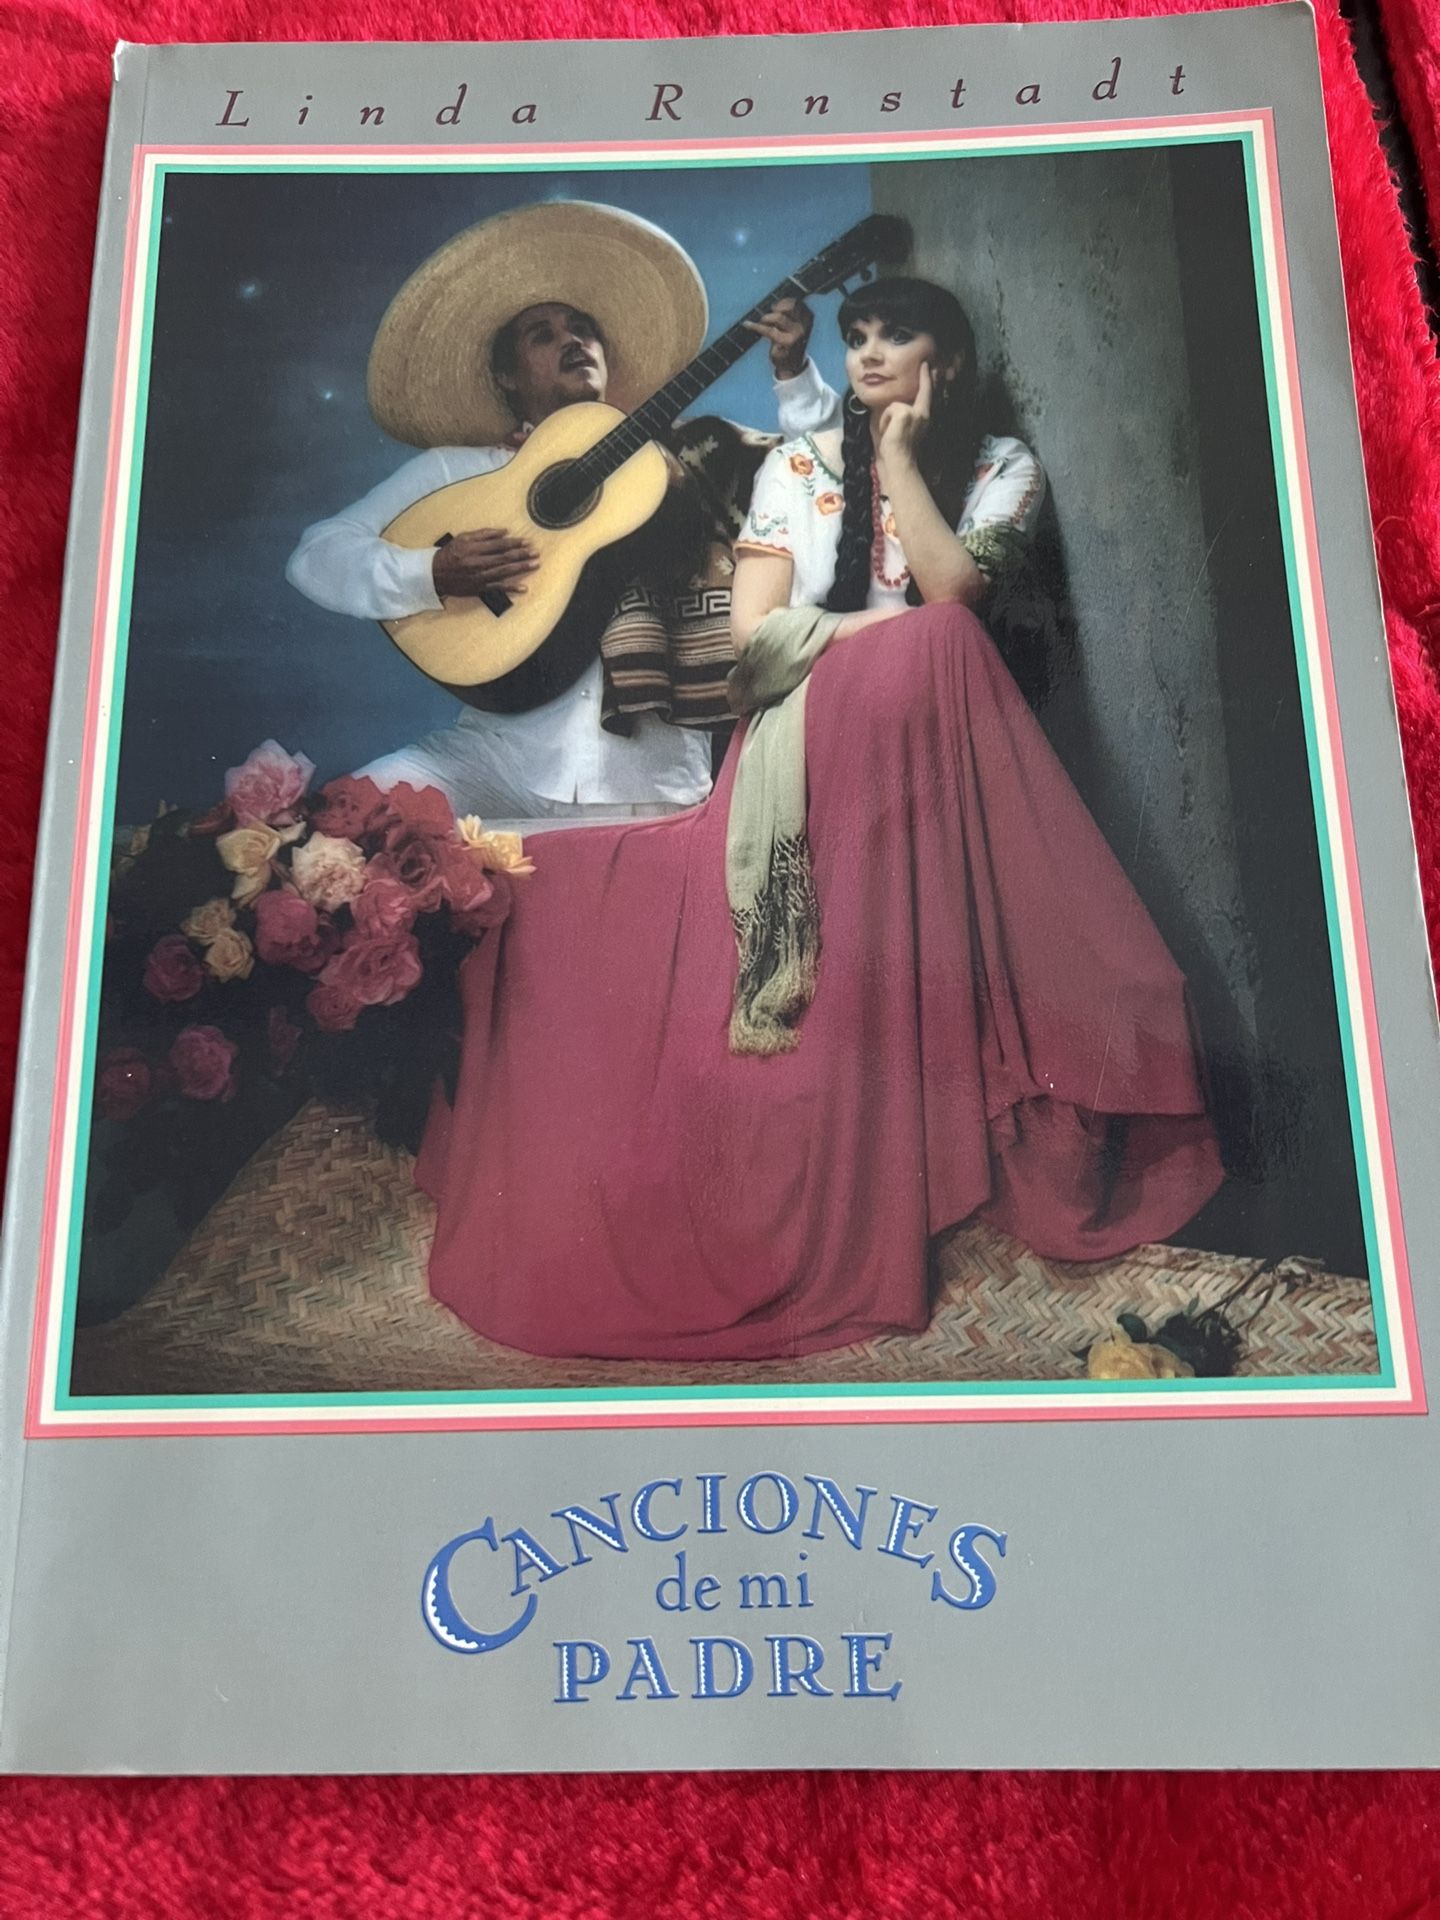 Linda Ronstadt
CANCIONES
de mi
PADRE